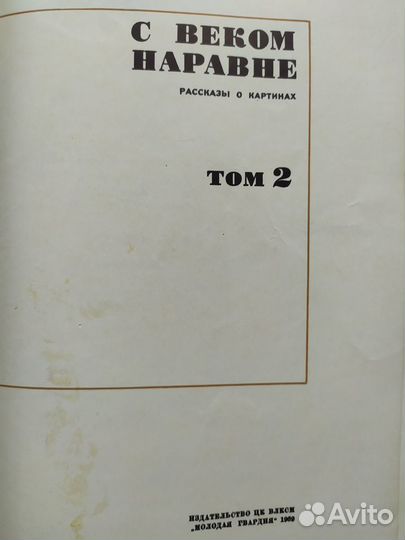 С ВЕКОМ
НАРАВНЕ
РАССКАЗЫ О КАРТИНАХ
ТОМ 2
ИЗДАТЕЛЬСТВО ЦК ВЛКСМ
„МОЛОДАЯ ГВАРДИЯ“ 1969
Avito